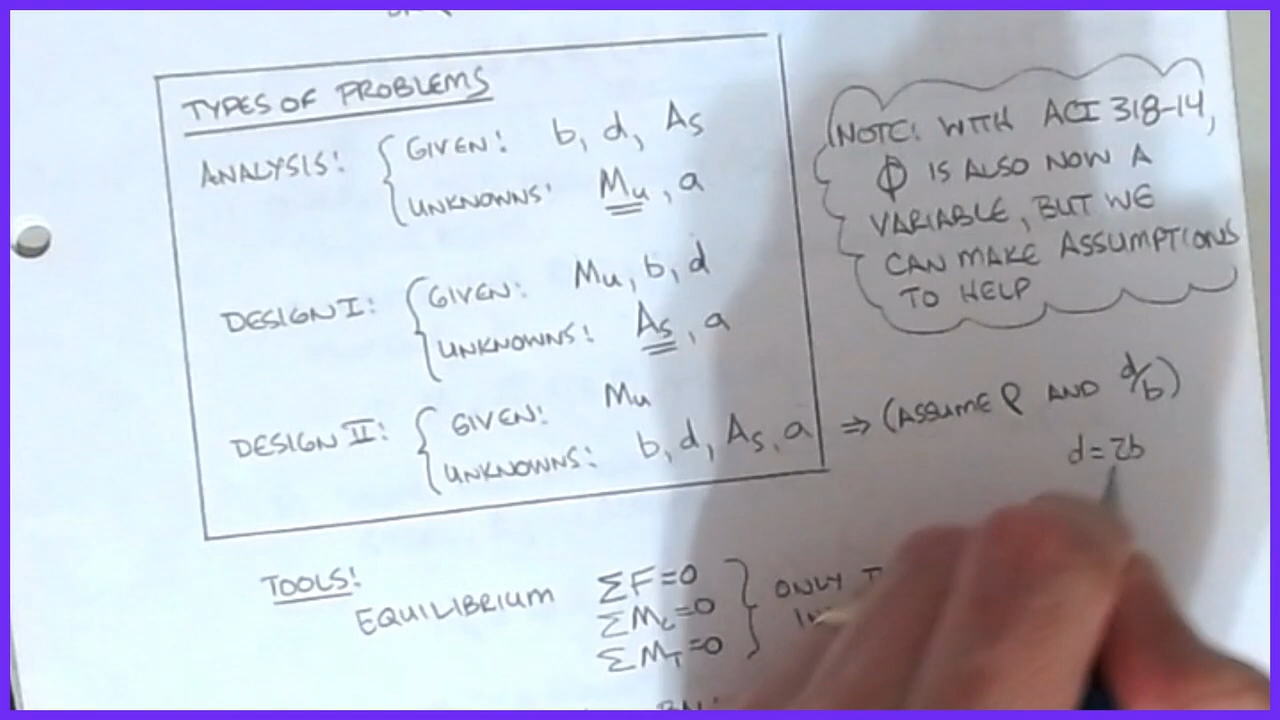 TYPES OF PROBLEMS
ANALYSIS: { GIVEN: b, d, As
UNKNOWNS: Mu, a
DESIGN I: { GIVEN: Mu, b, d
UNKNOWNS: As, a
DESIGN II: { GIVEN: Mu
UNKNOWNS: b, d, As, a ⇒ (ASSUME ρ AND d/b)
d=2b
NOTE: WITH ACI 318-14,
φ IS ALSO NOW A
VARIABLE, BUT WE
CAN MAKE ASSUMPTIONS
TO HELP
TOOLS:
EQUILIBRIUM ΣF=0 } ONLY
ΣMc=0
ΣMT=0